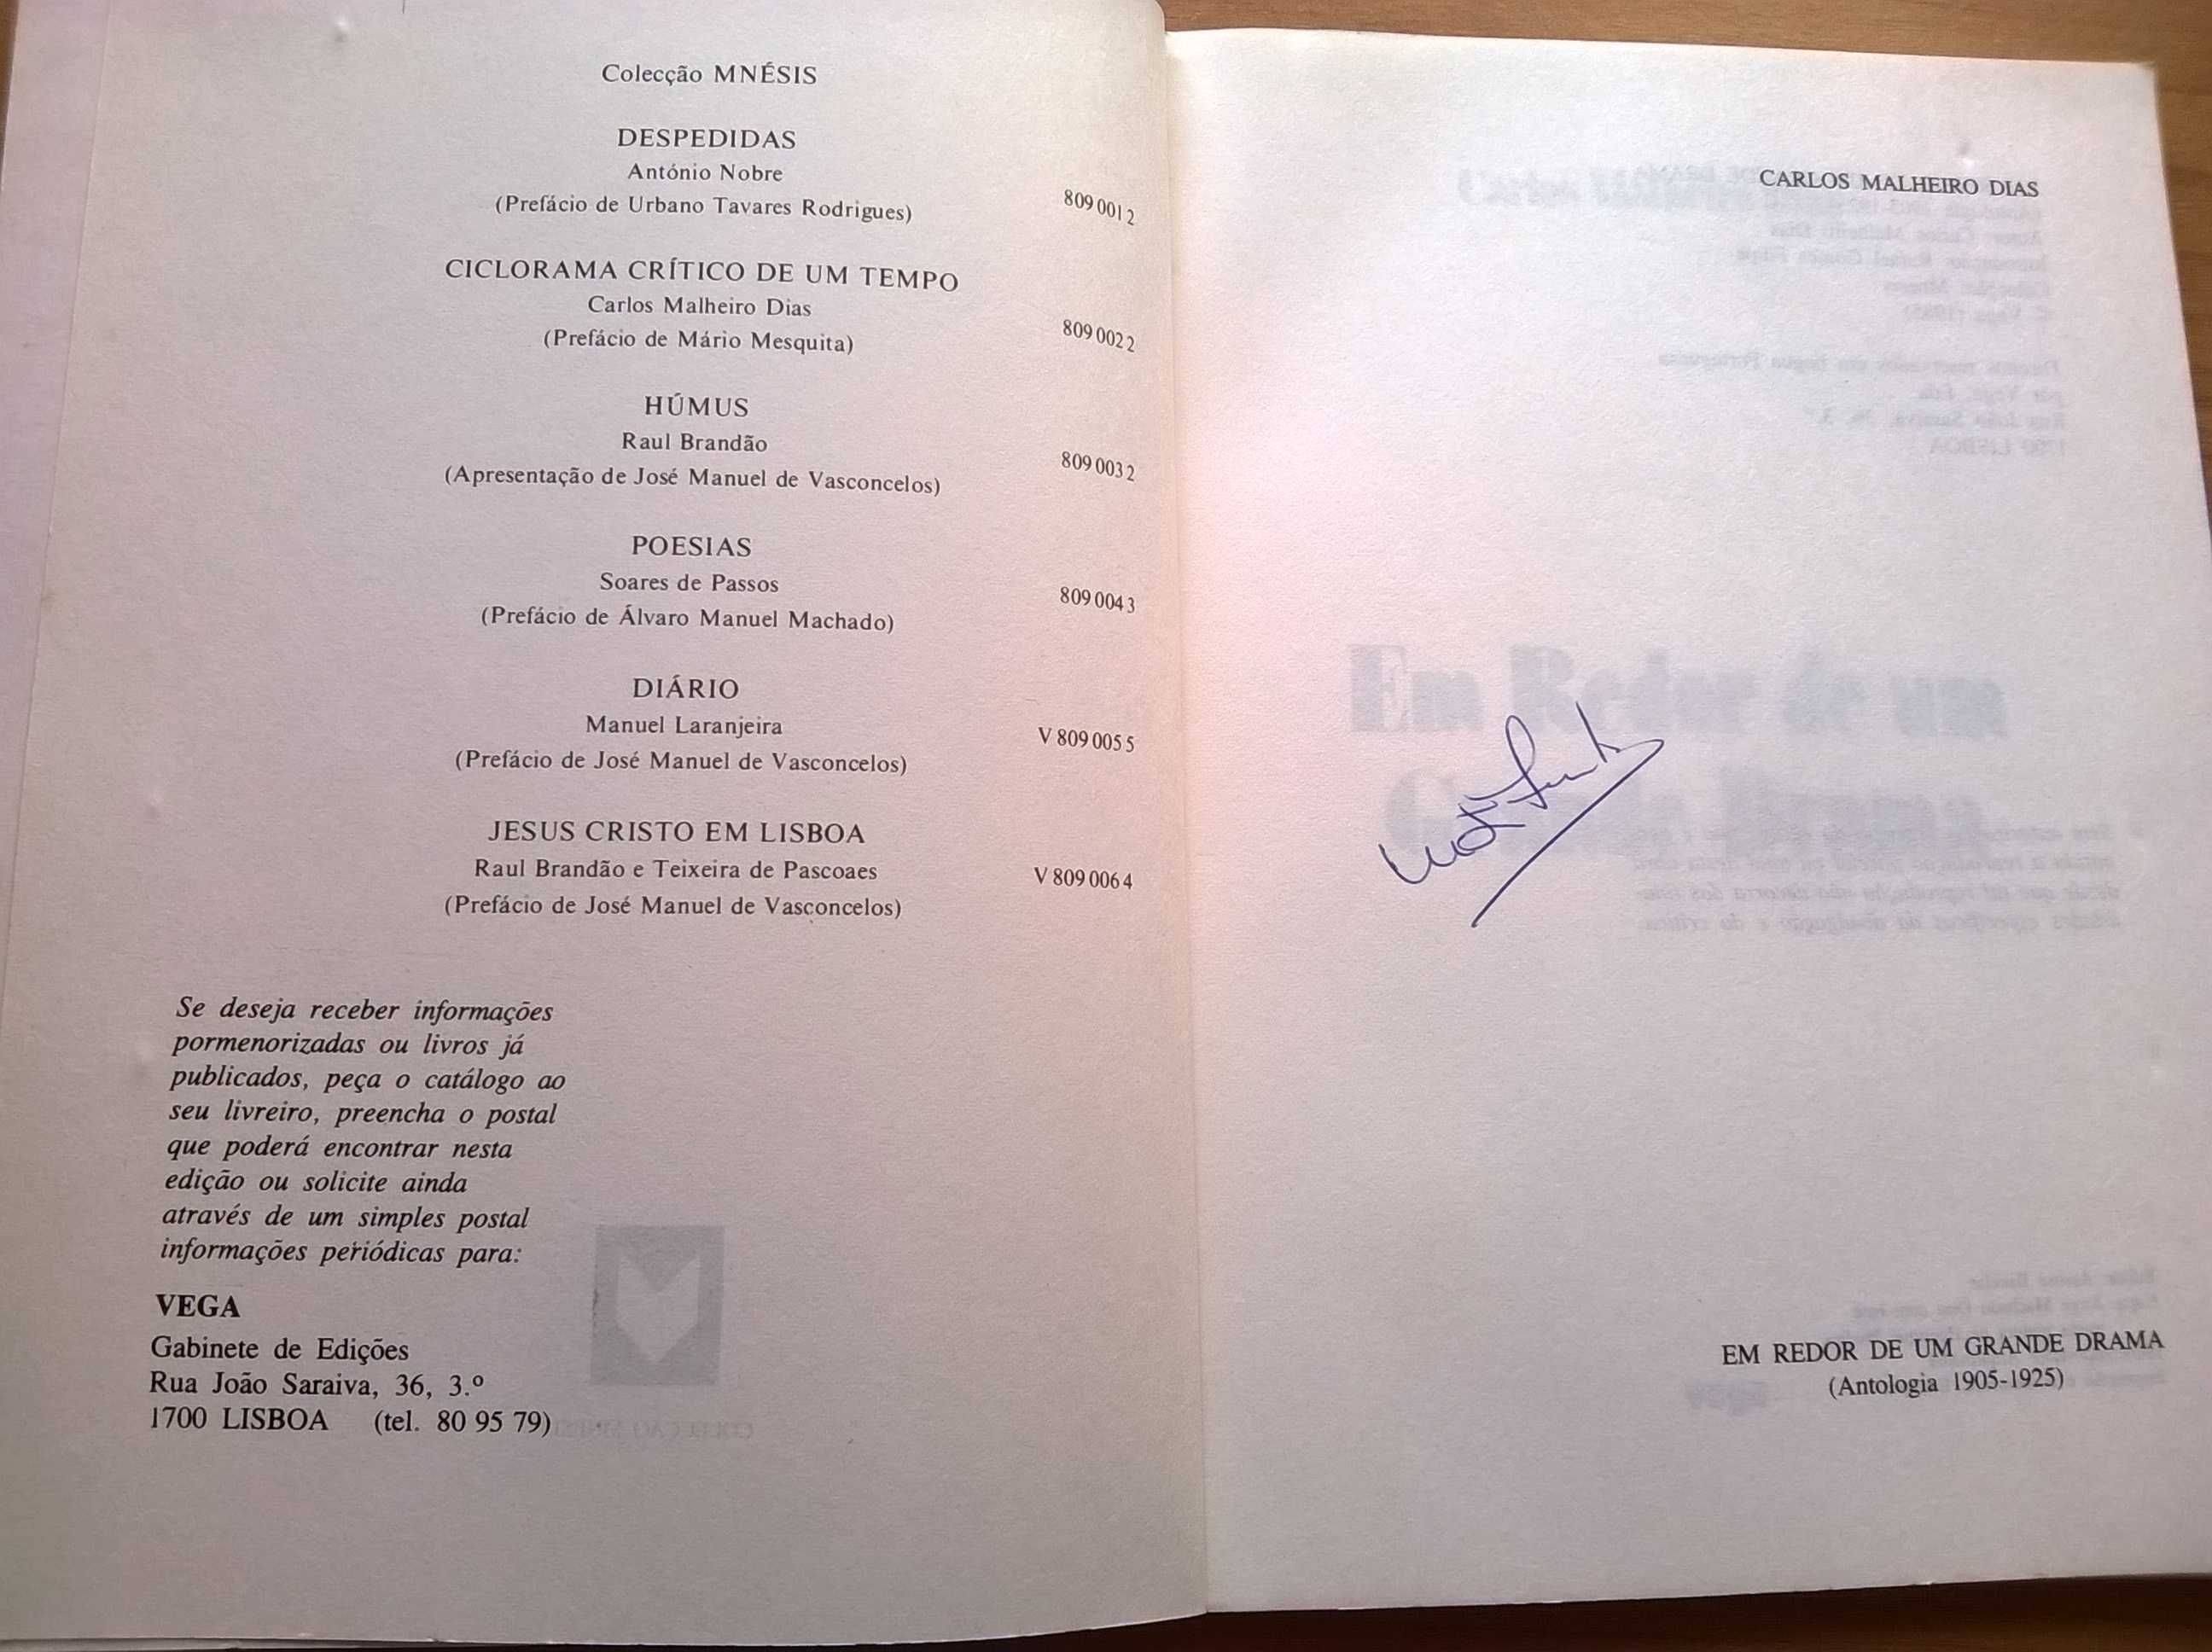 Colecção MNÉSIS
DESPEDIDAS
António Nobre
(Prefácio de Urbano Tavares Rodrigues) 809 001 2
CICLORAMA CRÍTICO DE UM TEMPO
Carlos Malheiro Dias
(Prefácio de Mário Mesquita) 809 002 2
HÚMUS
Raul Brandão
(Apresentação de José Manuel de Vasconcelos) 809 003 2
POESIAS
Soares de Passos
(Prefácio de Álvaro Manuel Machado) 809 004 3
DIÁRIO
Manuel Laranjeira
(Prefácio de José Manuel de Vasconcelos) V 809 005 5
JESUS CRISTO EM LISBOA
Raul Brandão e Teixeira de Pascoaes
(Prefácio de José Manuel de Vasconcelos) V 809 006 4
Se deseja receber informações
pormenorizadas ou livros já
publicados, peça o catálogo ao
seu livreiro, preencha o postal
que poderá encontrar nesta
edição ou solicite ainda
através de um simples postal
informações periódicas para:
VEGA
Gabinete de Edições
Rua João Saraiva, 36, 3.º
1700 LISBOA (tel. 80 95 79)
CARLOS MALHEIRO DIAS
Em Redor de um
Grande Drama
EM REDOR DE UM GRANDE DRAMA
(Antologia 1905-1925)